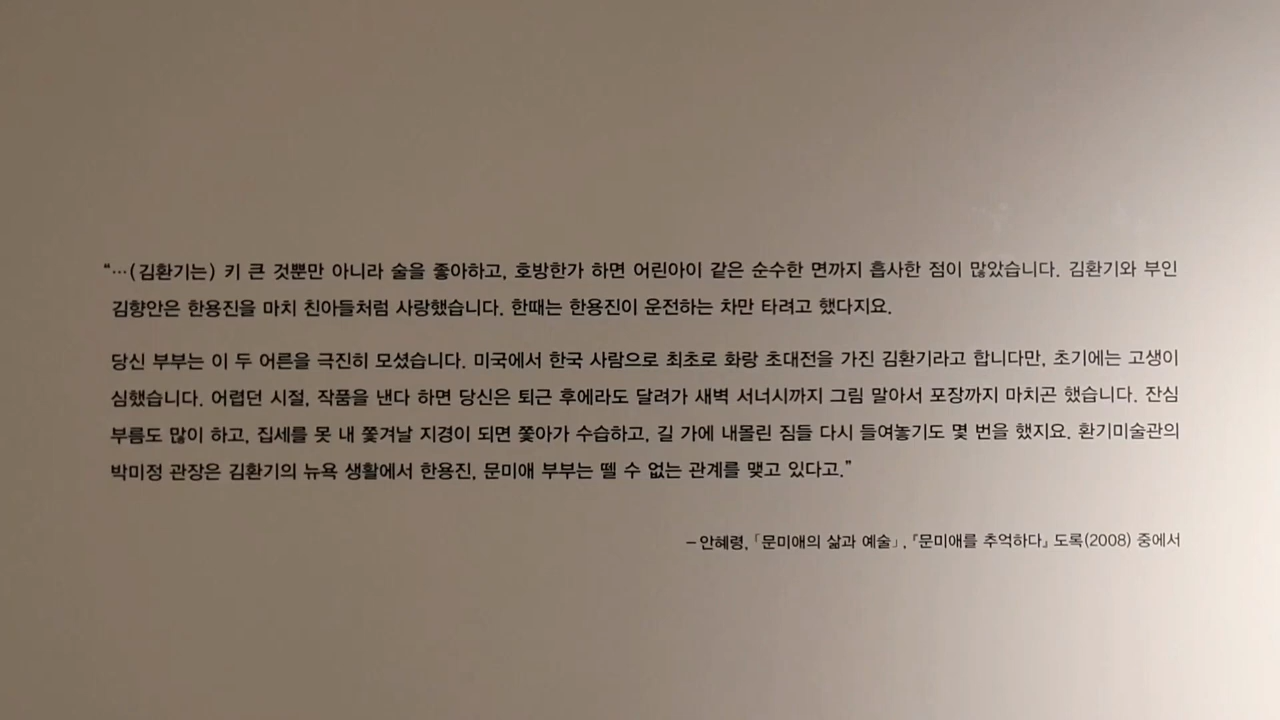 “…(김환기는) 키 큰 것뿐만 아니라 술을 좋아하고, 호방한가 하면 어린아이 같은 순수한 면까지 흡사한 점이 많았습니다. 김환기와 부인
김향안은 한용진을 마치 친아들처럼 사랑했습니다. 한때는 한용진이 운전하는 차만 타려고 했다지요.
당신 부부는 이 두 어른을 극진히 모셨습니다. 미국에서 한국 사람으로 최초로 화랑 초대전을 가진 김환기라고 합니다만, 초기에는 고생이
심했습니다. 어렵던 시절, 작품을 낸다 하면 당신은 퇴근 후에라도 달려가 새벽 서너시까지 그림 말아서 포장까지 마치곤 했습니다. 잔심
부름도 많이 하고, 집세를 못 내 쫓겨날 지경이 되면 쫓아가 수습하고, 길 가에 내몰린 짐들 다시 들여놓기도 몇 번을 했지요. 환기미술관의
박미정 관장은 김환기의 뉴욕 생활에서 한용진, 문미애 부부는 뗄 수 없는 관계를 맺고 있다고.”
– 안혜령, 「문미애의 삶과 예술」, 『문미애를 추억하다』 도록(2008) 중에서